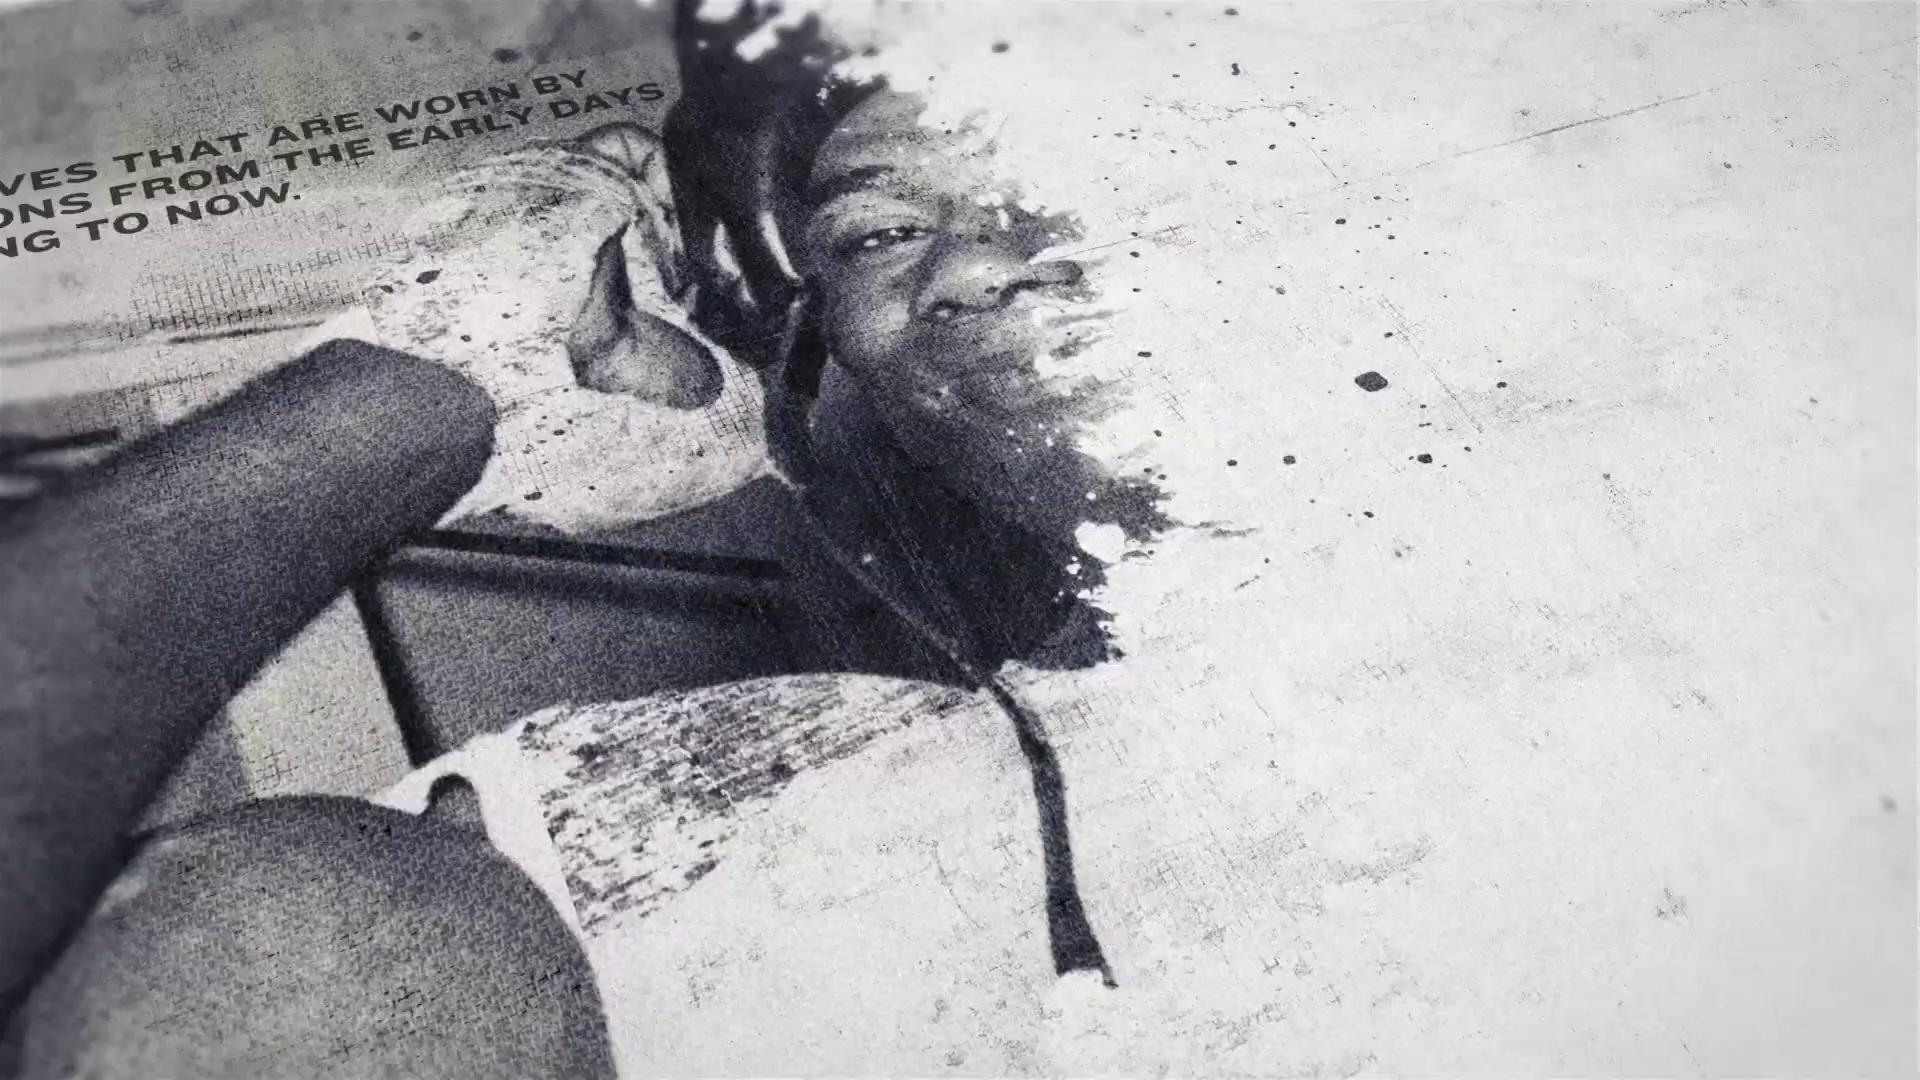 VES THAT ARE WORN BY
ONS FROM THE EARLY DAYS
NG TO NOW.